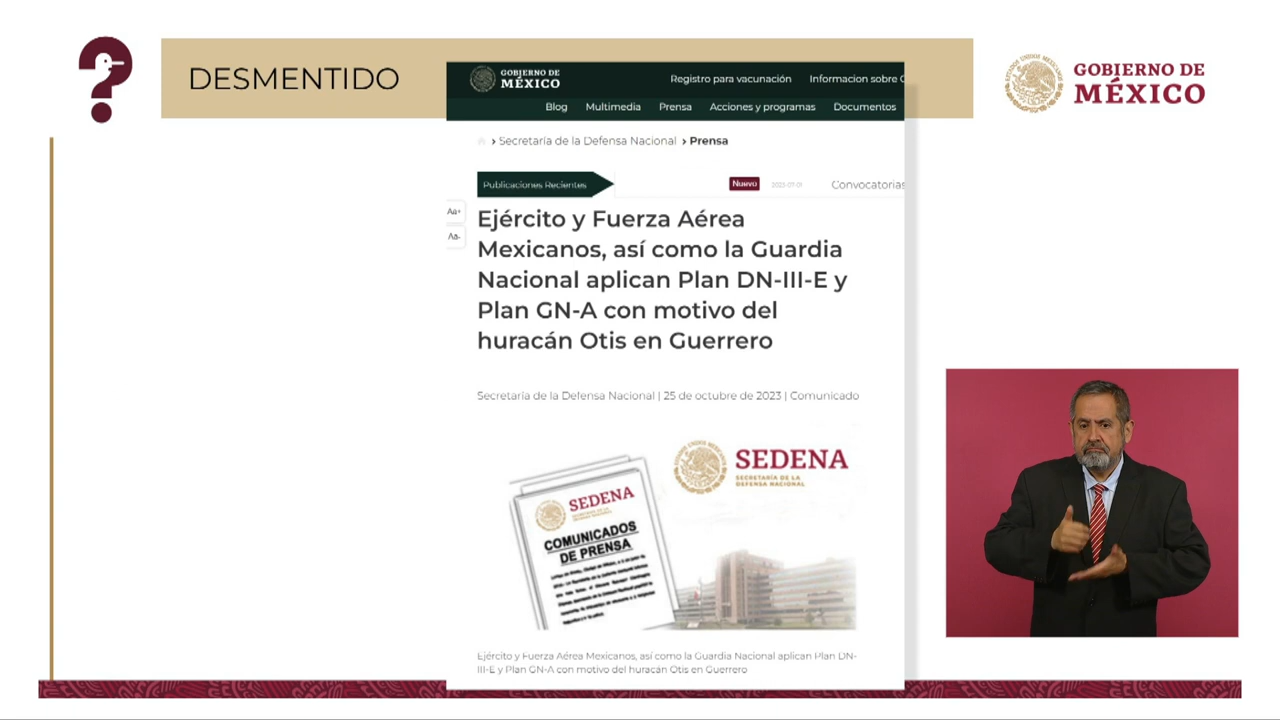 DESMENTIDO
GOBIERNO DE
MÉXICO
GOBIERNO DE
MÉXICO
Registro para vacunación Informacion sobre C
Blog Multimedia Prensa Acciones y programas Documentos
Secretaría de la Defensa Nacional > Prensa
Publicaciones Recientes
Nuevo
Convocatorias
Aa+
Aa-
Ejército y Fuerza Aérea
Mexicanos, así como la Guardia
Nacional aplican Plan DN-III-E y
Plan GN-A con motivo del
huracán Otis en Guerrero
Secretaría de la Defensa Nacional | 25 de octubre de 2023 | Comunicado
SEDENA
SECRETARÍA DE LA
DEFENSA NACIONAL
SEDENA
COMUNICADOS
DE PRENSA
Ejército y Fuerza Aérea Mexicanos, así como la Guardia Nacional aplican Plan DN-
III-E y Plan GN-A con motivo del huracán Otis en Guerrero